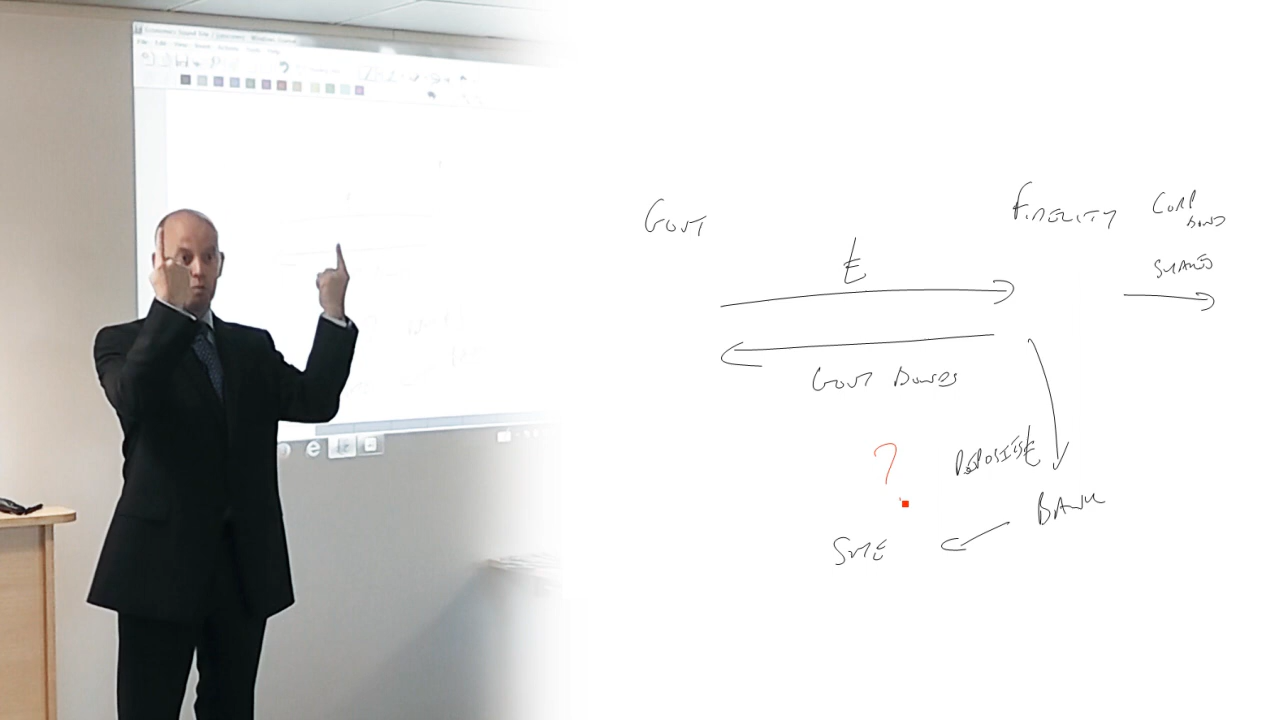 GOVT
FIDELITY
CORP
BOND
£
SHARES
GOVT BONDS
?
DEPOSITS £
BANK
SME